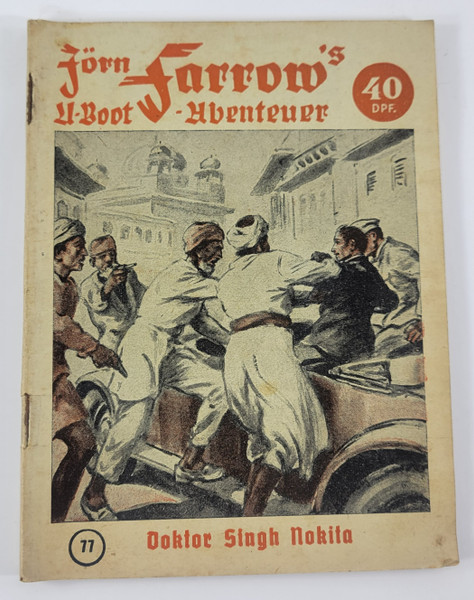 Jörn Farrow's
U-Boot-Abenteuer
40
DPF.
77
Doktor Singh Nokita